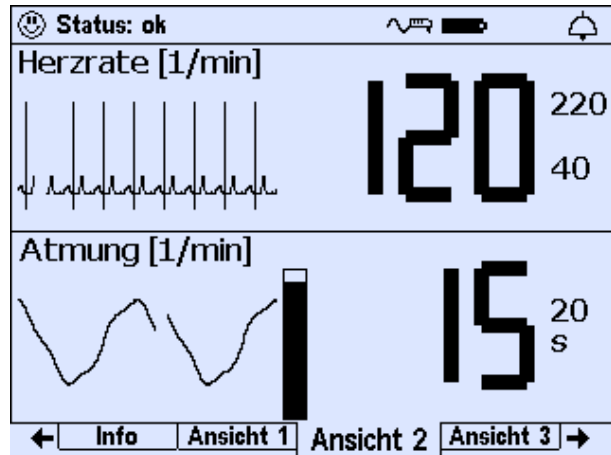 Status: ok
Herzrate [1/min]
120
220
40
Atmung [1/min]
15
20
s
Info Ansicht 1 Ansicht 2 Ansicht 3